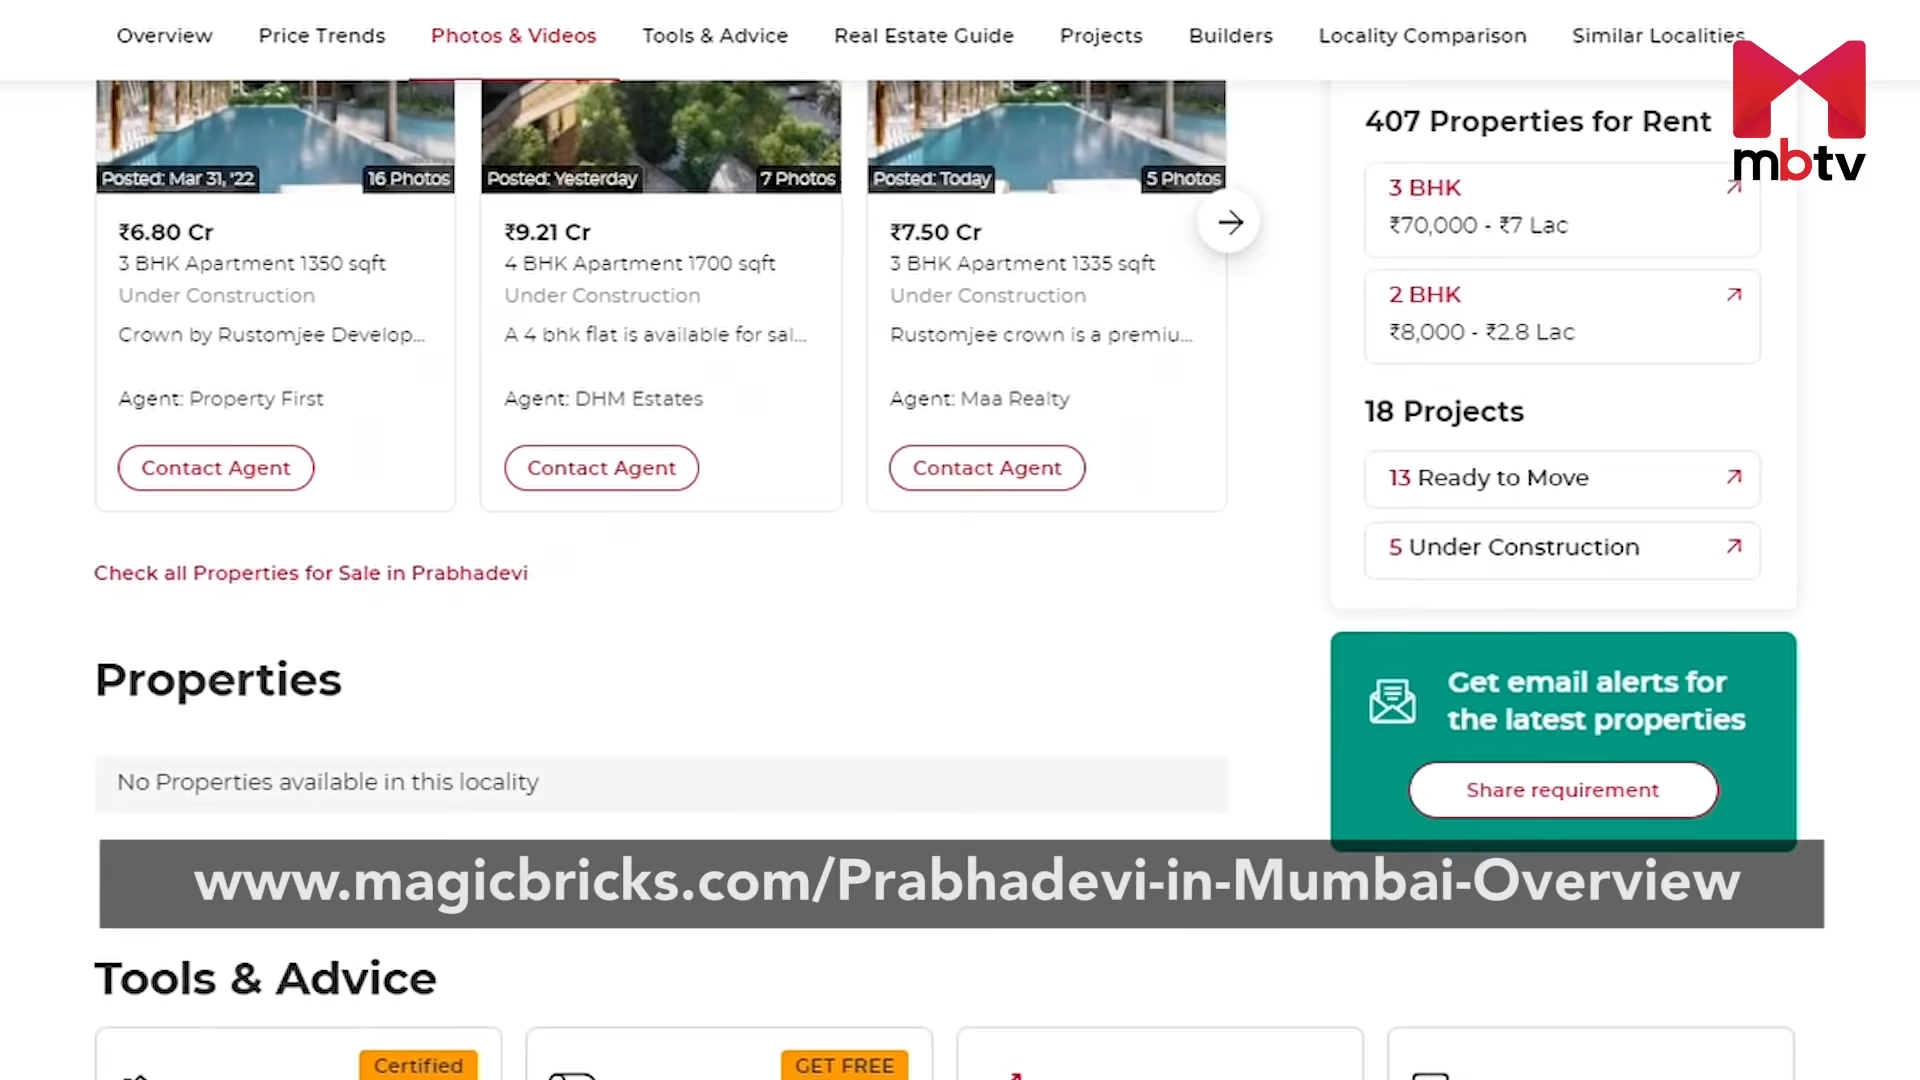 Overview Price Trends Photos & Videos Tools & Advice Real Estate Guide Projects Builders Locality Comparison Similar Localities
mbtv
Posted: Mar 31, '22 16 Photos
₹6.80 Cr
3 BHK Apartment 1350 sqft
Under Construction
Crown by Rustomjee Develop...
Agent: Property First
Contact Agent
Posted: Yesterday 7 Photos
₹9.21 Cr
4 BHK Apartment 1700 sqft
Under Construction
A 4 bhk flat is available for sal...
Agent: DHM Estates
Contact Agent
Posted: Today 5 Photos
₹7.50 Cr
3 BHK Apartment 1335 sqft
Under Construction
Rustomjee crown is a premiu...
Agent: Maa Realty
Contact Agent
Check all Properties for Sale in Prabhadevi
407 Properties for Rent
3 BHK
₹70,000 - ₹7 Lac
2 BHK
₹8,000 - ₹2.8 Lac
18 Projects
13 Ready to Move
5 Under Construction
Get email alerts for
the latest properties
Share requirement
Properties
No Properties available in this locality
www.magicbricks.com/Prabhadevi-in-Mumbai-Overview
Tools & Advice
Certified
GET FREE